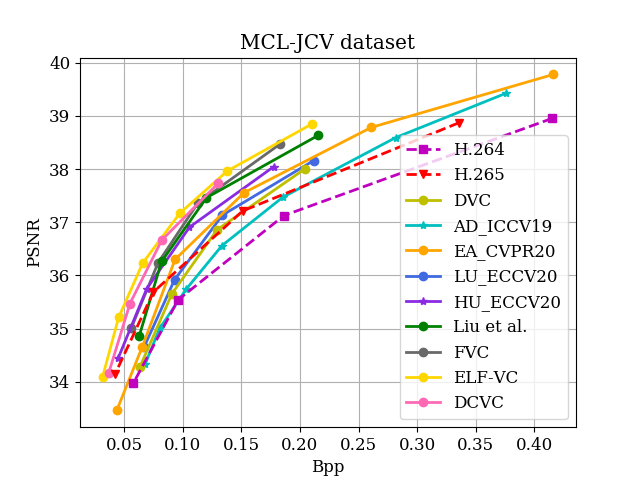 MCL-JCV dataset
PSNR
40
39
38
37
36
35
34
H.264
H.265
DVC
AD_ICCV19
EA_CVPR20
LU_ECCV20
HU_ECCV20
Liu et al.
FVC
ELF-VC
DCVC
0.05 0.10 0.15 0.20 0.25 0.30 0.35 0.40
Bpp